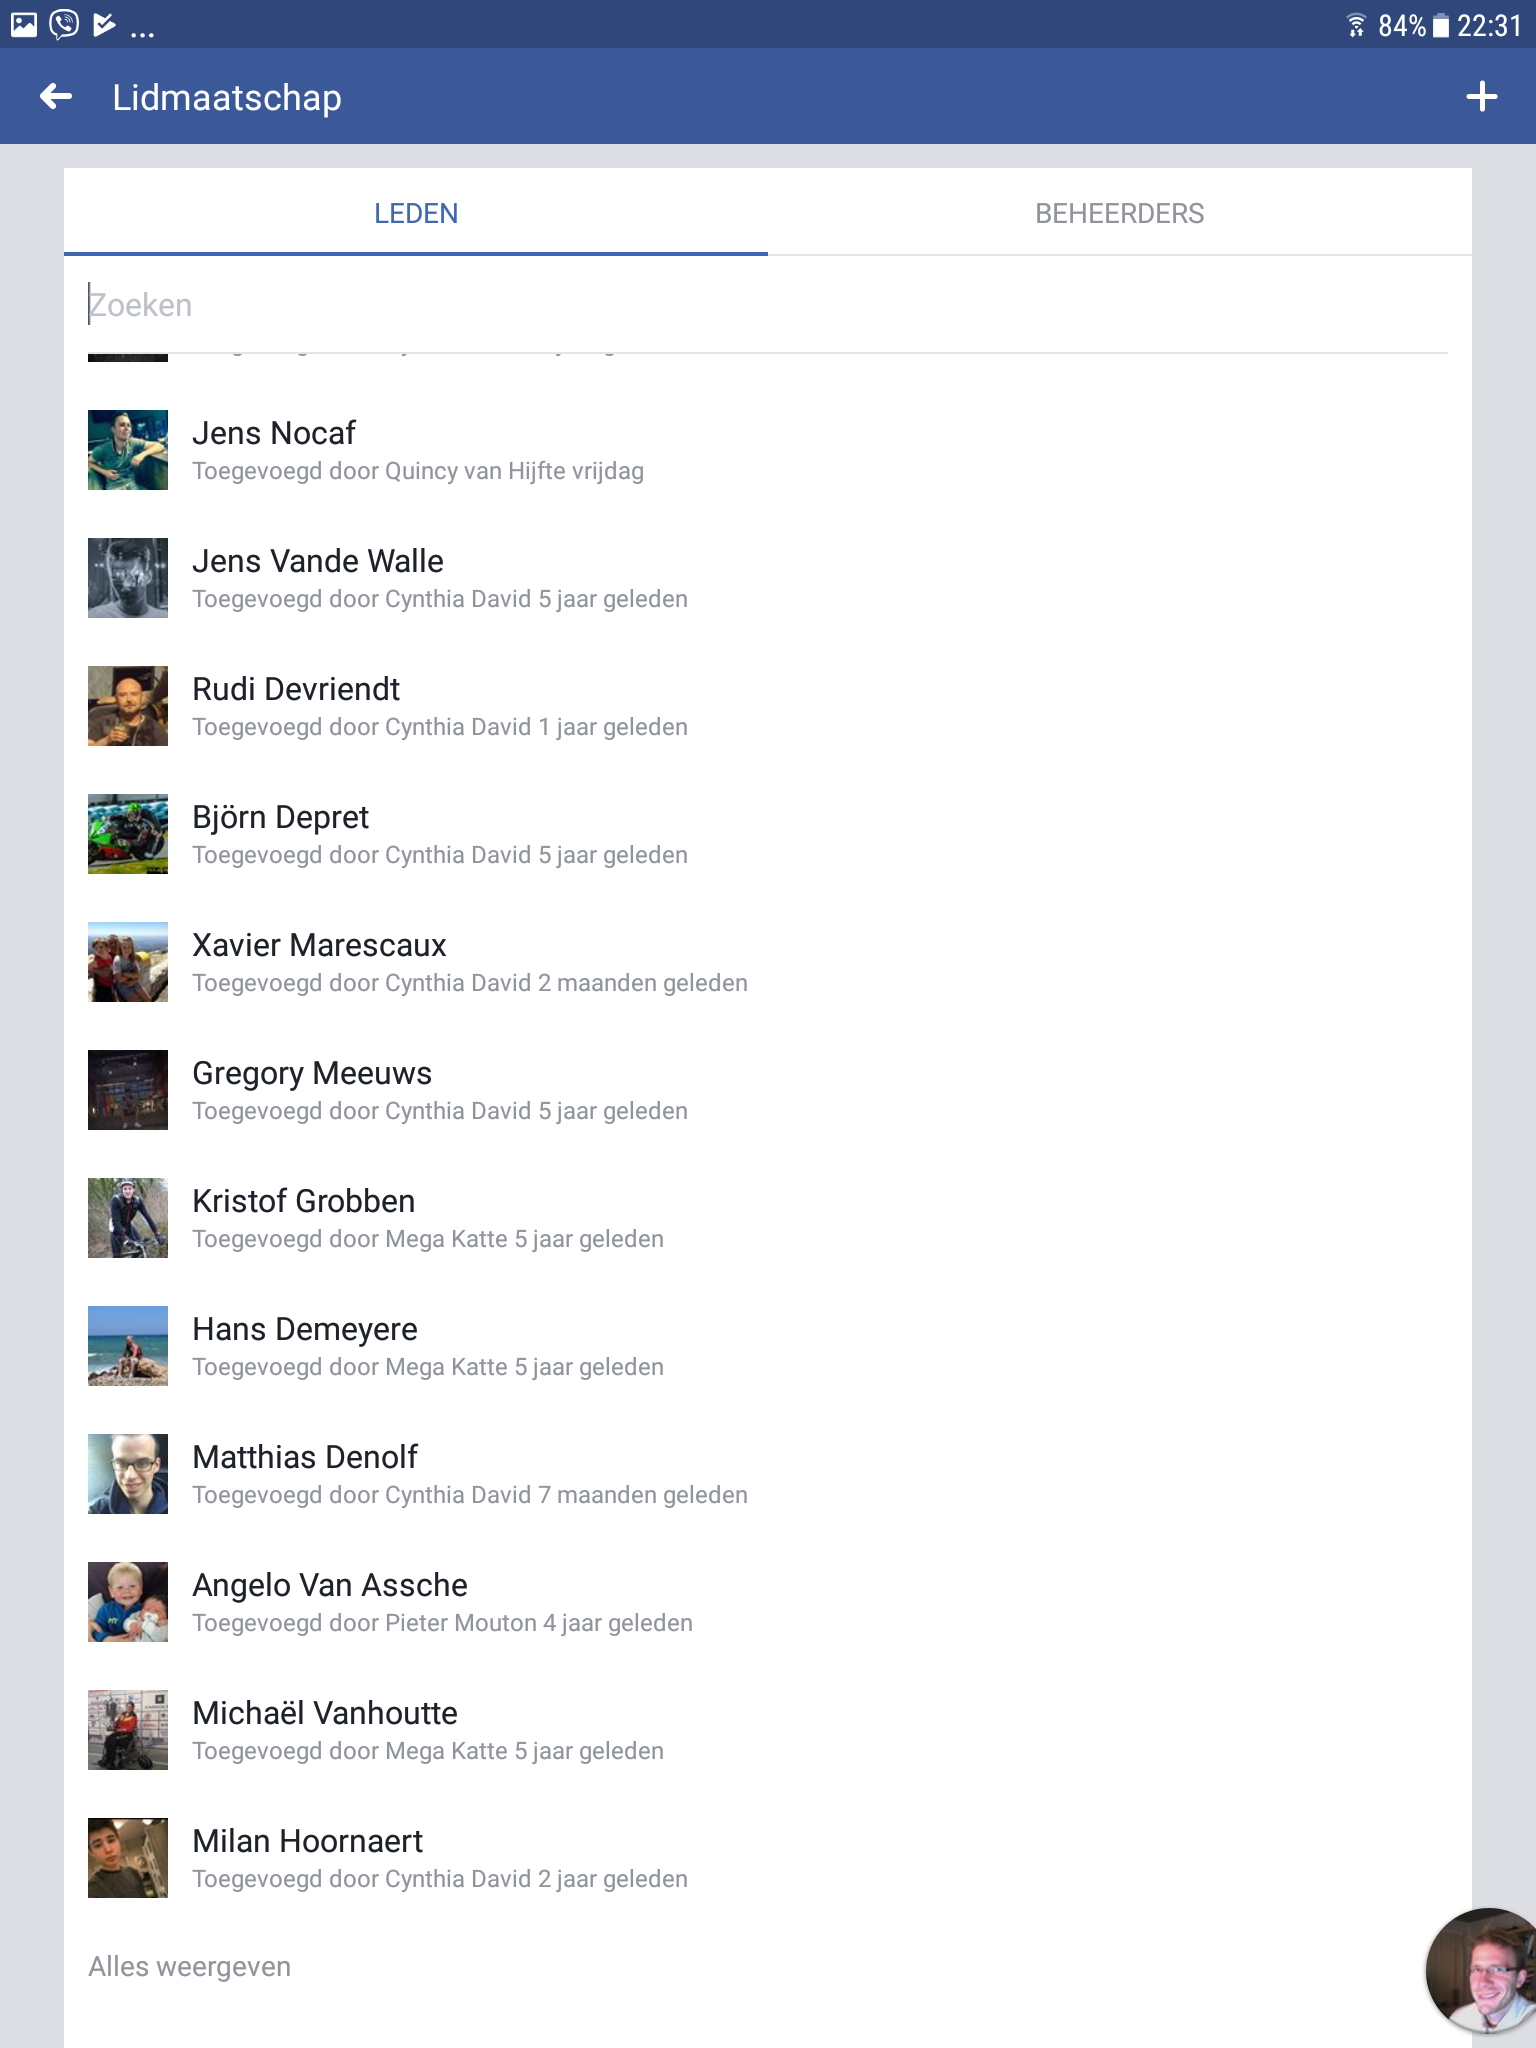 ... 84% 22:31
Lidmaatschap
LEDEN BEHEERDERS
Zoeken
Jens Nocaf
Toegevoegd door Quincy van Hijfte vrijdag
Jens Vande Walle
Toegevoegd door Cynthia David 5 jaar geleden
Rudi Devriendt
Toegevoegd door Cynthia David 1 jaar geleden
Björn Depret
Toegevoegd door Cynthia David 5 jaar geleden
Xavier Marescaux
Toegevoegd door Cynthia David 2 maanden geleden
Gregory Meeuws
Toegevoegd door Cynthia David 5 jaar geleden
Kristof Grobben
Toegevoegd door Mega Katte 5 jaar geleden
Hans Demeyere
Toegevoegd door Mega Katte 5 jaar geleden
Matthias Denolf
Toegevoegd door Cynthia David 7 maanden geleden
Angelo Van Assche
Toegevoegd door Pieter Mouton 4 jaar geleden
Michaël Vanhoutte
Toegevoegd door Mega Katte 5 jaar geleden
Milan Hoornaert
Toegevoegd door Cynthia David 2 jaar geleden
Alles weergeven